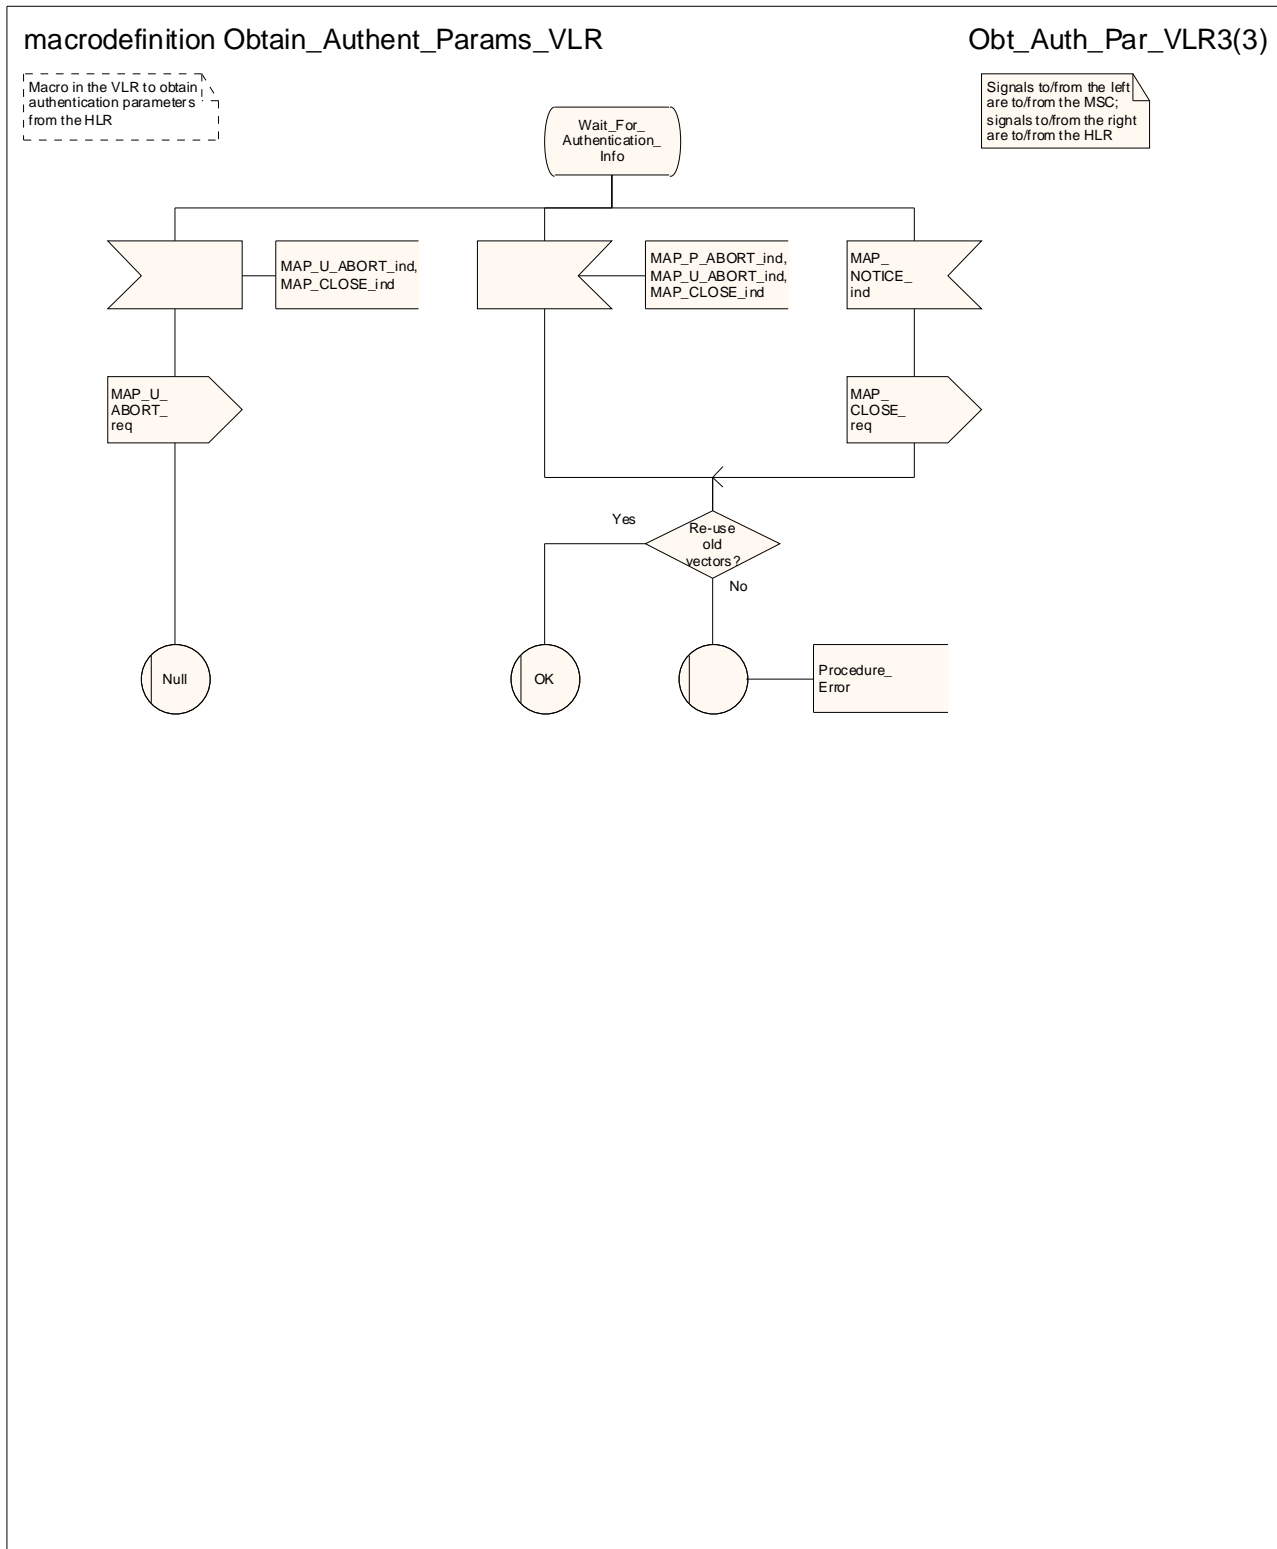 macrodefinition Obtain_Authent_Params_VLR
Obt_Auth_Par_VLR3(3)
Macro in the VLR to obtain
authentication parameters
from the HLR
Signals to/from the left
are to/from the MSC;
signals to/from the right
are to/from the HLR
Wait_For_
Authentication_
Info
MAP_U_ABORT_ind,
MAP_CLOSE_ind
MAP_P_ABORT_ind,
MAP_U_ABORT_ind,
MAP_CLOSE_ind
MAP_
NOTICE_
ind
MAP_U_
ABORT_
req
MAP_
CLOSE_
req
Yes
Re-use
old
vectors?
No
Null
OK
Procedure_
Error